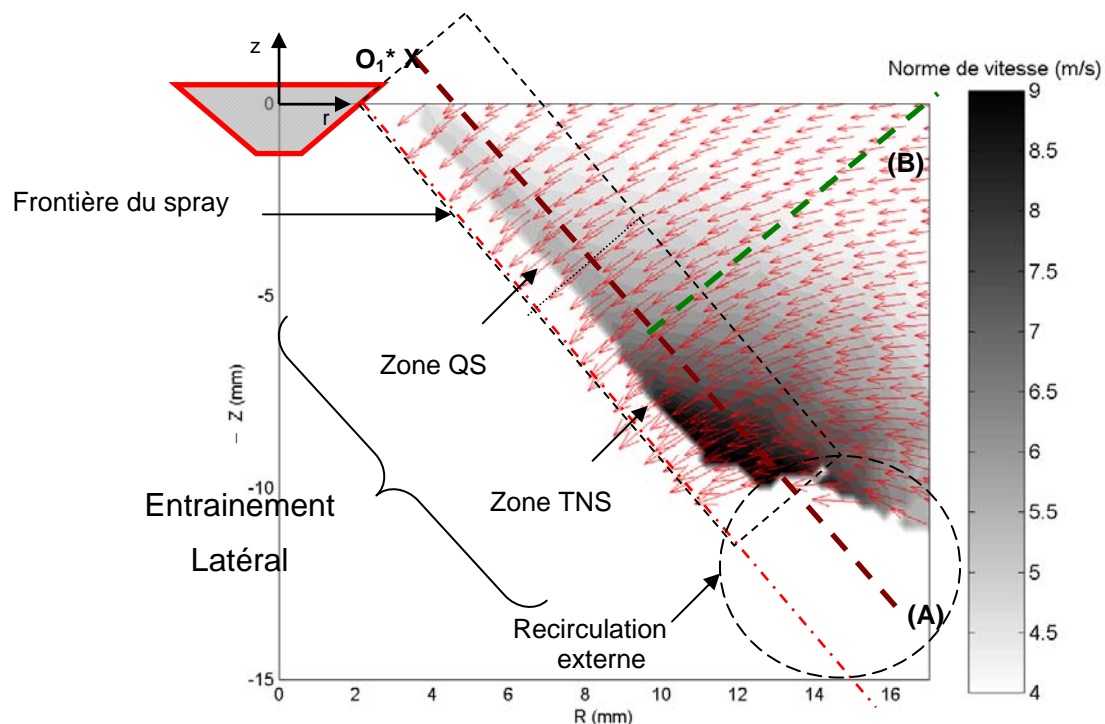 z
O₁* X
r
Norme de vitesse (m/s)
9
8.5
8
7.5
7
6.5
6
5.5
5
4.5
4
(B)
Frontière du spray
Zone QS
Zone TNS
Entrainement
Latéral
Recirculation
externe
(A)
0
-5
-10
-15
– Z (mm)
0 2 4 6 8 10 12 14 16
R (mm)